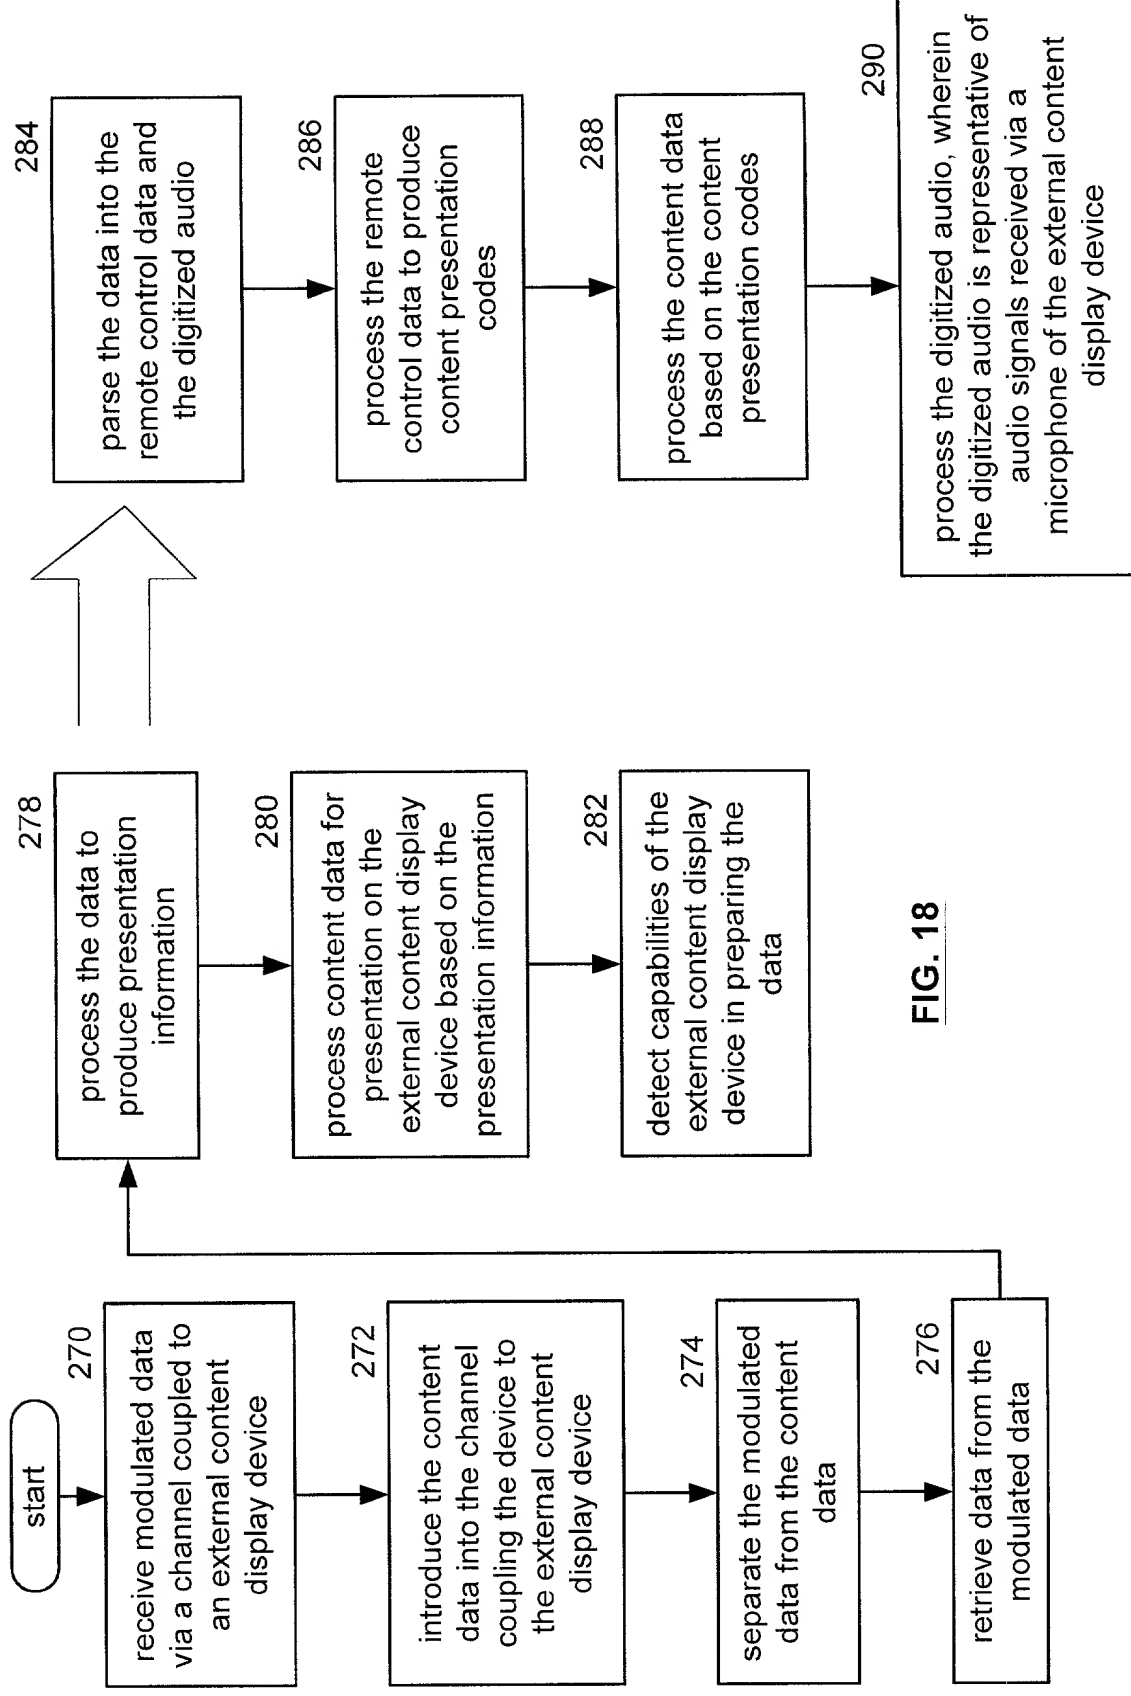 start
270
receive modulated data
via a channel coupled to
an external content
display device
272
introduce the content
data into the channel
coupling the device to
the external content
display device
274
separate the modulated
data from the content
data
276
retrieve data from the
modulated data
278
process the data to
produce presentation
information
280
process content data for
presentation on the
external content display
device based on the
presentation information
282
detect capabilities of the
external content display
device in preparing the
data
284
parse the data into the
remote control data and
the digitized audio
286
process the remote
control data to produce
content presentation
codes
288
process the content data
based on the content
presentation codes
290
process the digitized audio, wherein
the digitized audio is representative of
audio signals received via a
microphone of the external content
display device
FIG. 18